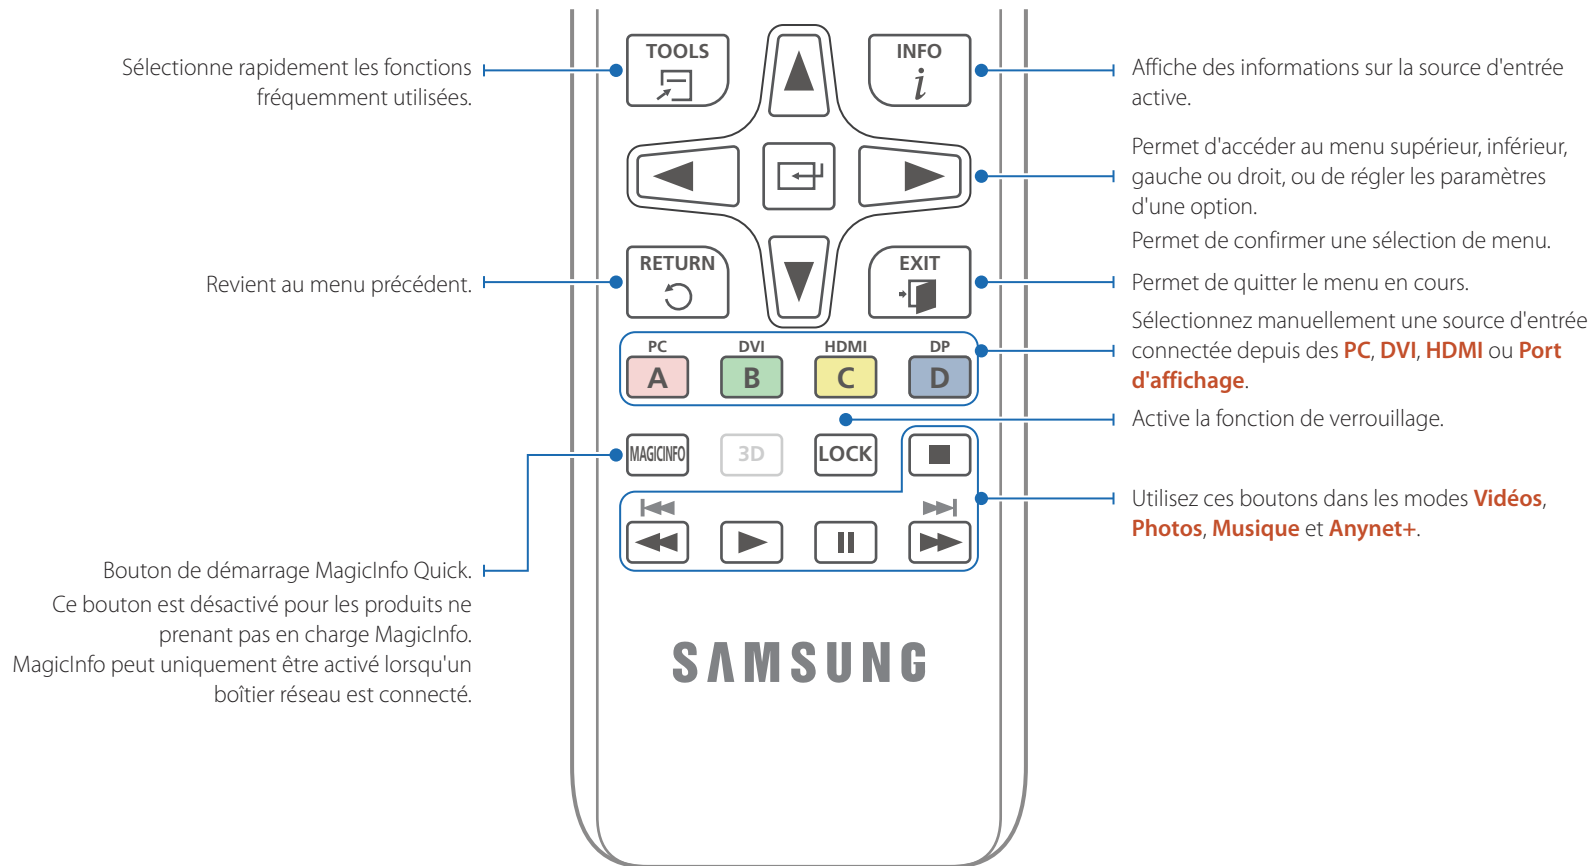 Sélectionne rapidement les fonctions
fréquemment utilisées.
Revient au menu précédent.
Bouton de démarrage MagicInfo Quick.
Ce bouton est désactivé pour les produits ne
prenant pas en charge MagicInfo.
MagicInfo peut uniquement être activé lorsqu'un
boîtier réseau est connecté.
TOOLS
INFO
i
RETURN
EXIT
PC DVI HDMI DP
A B C D
MAGICINFO 3D LOCK
SAMSUNG
Affiche des informations sur la source d'entrée
active.
Permet d'accéder au menu supérieur, inférieur,
gauche ou droit, ou de régler les paramètres
d'une option.
Permet de confirmer une sélection de menu.
Permet de quitter le menu en cours.
Sélectionnez manuellement une source d'entrée
connectée depuis des PC, DVI, HDMI ou Port
d'affichage.
Active la fonction de verrouillage.
Utilisez ces boutons dans les modes Vidéos,
Photos, Musique et Anynet+.